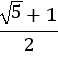 (√5 + 1)/2